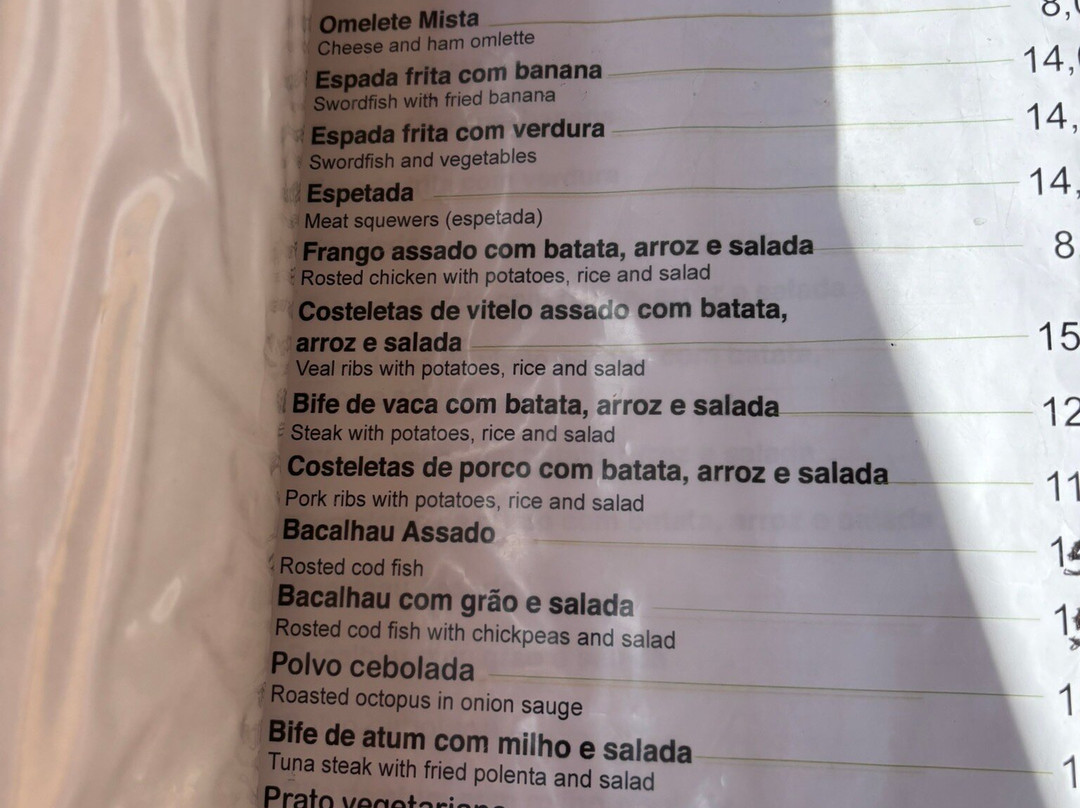 Omelete Mista 8,
Cheese and ham omlette
Espada frita com banana 14,
Swordfish with fried banana
Espada frita com verdura 14,
Swordfish and vegetables
Espetada 14,
Meat squewers (espetada)
Frango assado com batata, arroz e salada 8
Rosted chicken with potatoes, rice and salad
Costeletas de vitelo assado com batata,
arroz e salada 15
Veal ribs with potatoes, rice and salad
Bife de vaca com batata, arroz e salada 12
Steak with potatoes, rice and salad
Costeletas de porco com batata, arroz e salada 11
Pork ribs with potatoes, rice and salad
Bacalhau Assado 1
Rosted cod fish
Bacalhau com grão e salada 1
Rosted cod fish with chickpeas and salad
Polvo cebolada 1
Roasted octopus in onion sauge
Bife de atum com milho e salada 1
Tuna steak with fried polenta and salad
Prato